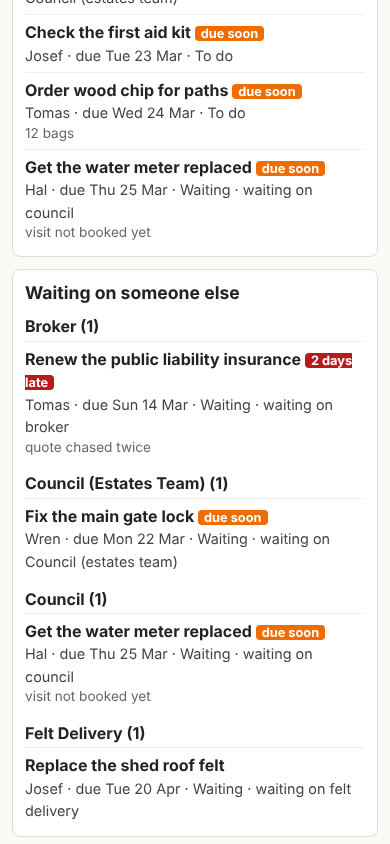 Council (estates team)
Check the first aid kit due soon
Josef · due Tue 23 Mar · To do
Order wood chip for paths due soon
Tomas · due Wed 24 Mar · To do
12 bags
Get the water meter replaced due soon
Hal · due Thu 25 Mar · Waiting · waiting on
council
visit not booked yet
Waiting on someone else
Broker (1)
Renew the public liability insurance 2 days
late
Tomas · due Sun 14 Mar · Waiting · waiting on
broker
quote chased twice
Council (Estates Team) (1)
Fix the main gate lock due soon
Wren · due Mon 22 Mar · Waiting · waiting on
Council (estates team)
Council (1)
Get the water meter replaced due soon
Hal · due Thu 25 Mar · Waiting · waiting on
council
visit not booked yet
Felt Delivery (1)
Replace the shed roof felt
Josef · due Tue 20 Apr · Waiting · waiting on felt
delivery